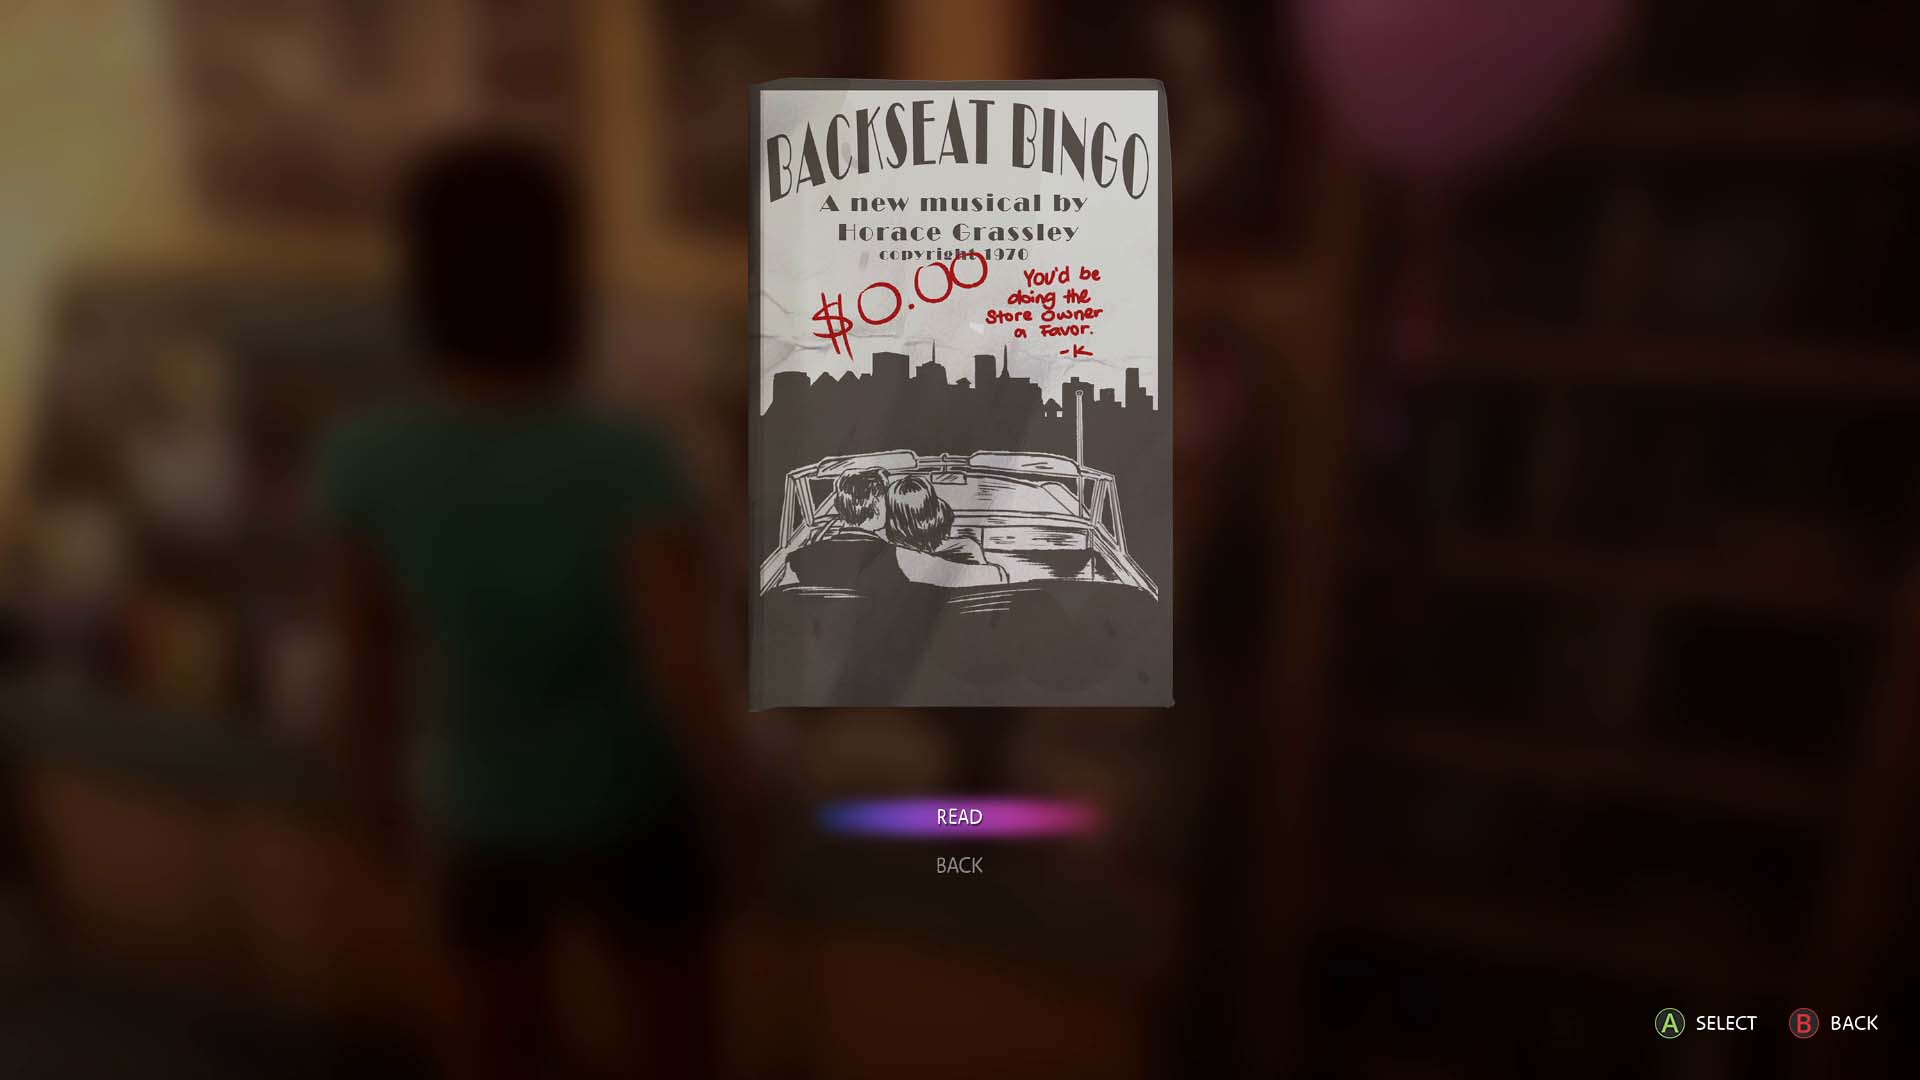 BACKSEAT BINGO
A new musical by
Horace Grassley
copyright 1970
$0.00
You'd be
doing the
Store Owner
a Favor.
-K
READ
BACK
A SELECT B BACK